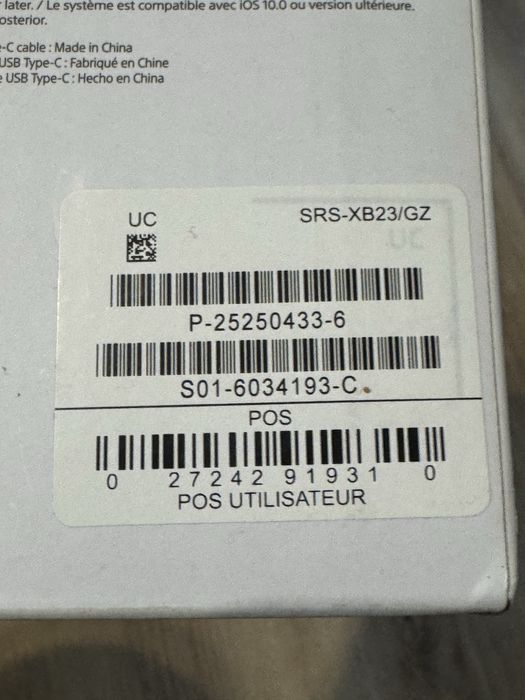 later. / Le système est compatible avec iOS 10.0 ou version ultérieure.
posterior.
-C cable : Made in China
USB Type-C : Fabriqué en Chine
USB Type-C : Hecho en China
UC
SRS-XB23/GZ
P-25250433-6
S01-6034193-C
POS
0 27242 91931 0
POS UTILISATEUR